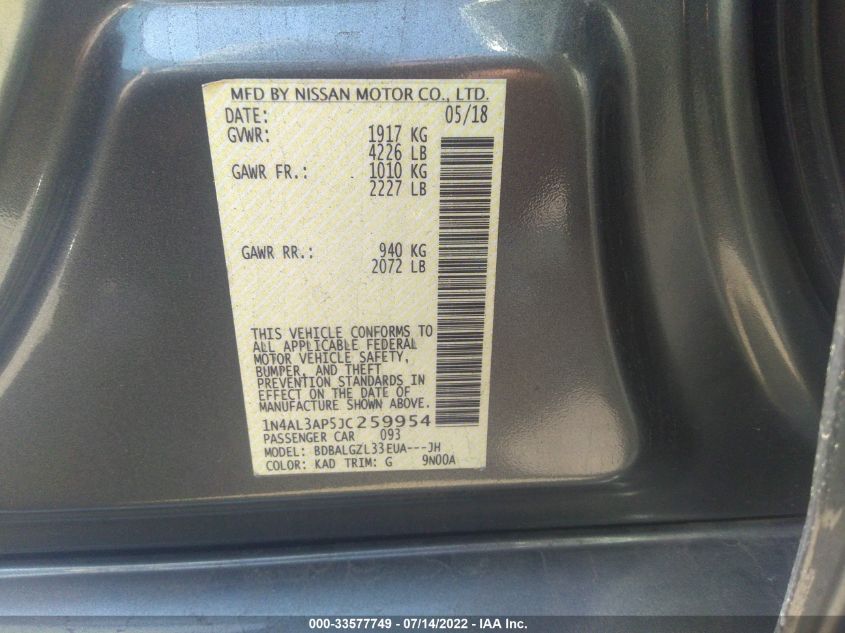 MFD BY NISSAN MOTOR CO., LTD.
DATE: 05/18
GVWR: 1917 KG
4226 LB
GAWR FR.: 1010 KG
2227 LB
GAWR RR.: 940 KG
2072 LB
THIS VEHICLE CONFORMS TO
ALL APPLICABLE FEDERAL
MOTOR VEHICLE SAFETY,
BUMPER, AND THEFT
PREVENTION STANDARDS IN
EFFECT ON THE DATE OF
MANUFACTURE SHOWN ABOVE.
1N4AL3AP5JC259954
PASSENGER CAR 093
MODEL: BDBALGZL33EUA---JH
COLOR: KAD TRIM: G 9N00A
000-33577749 - 07/14/2022 - IAA Inc.